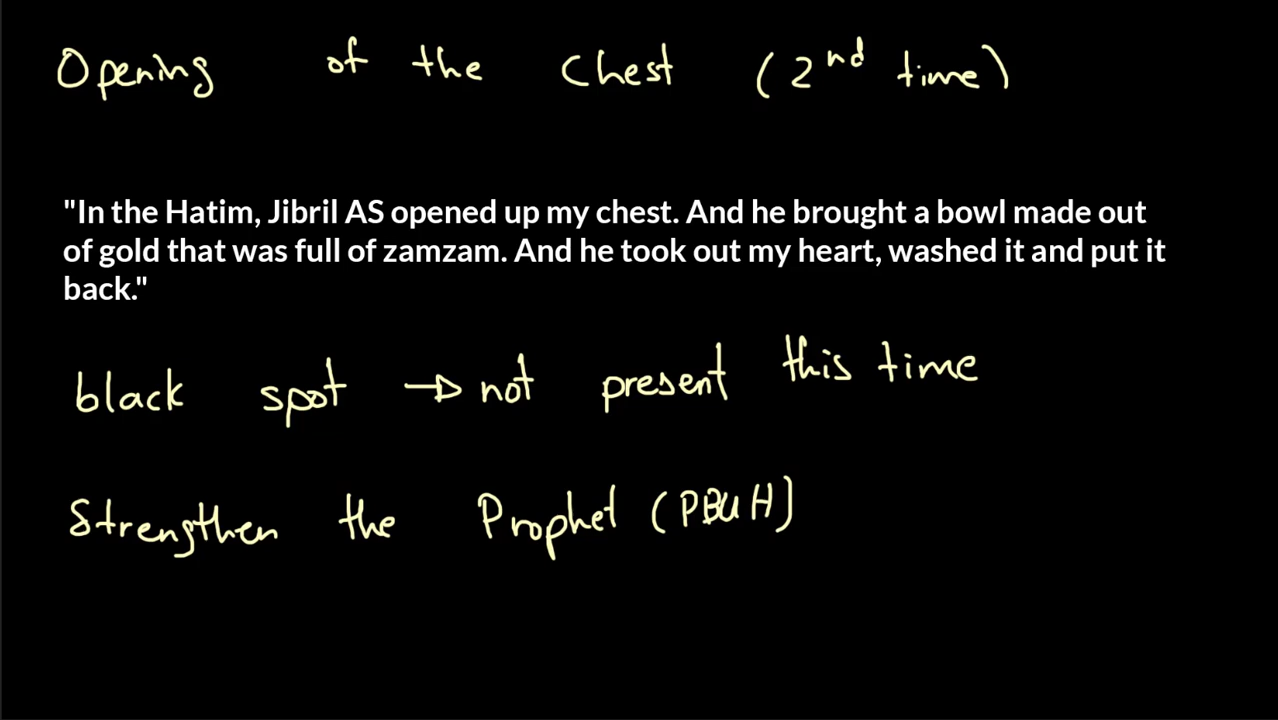 Opening of the Chest (2nd time)
"In the Hatim, Jibril AS opened up my chest. And he brought a bowl made out
of gold that was full of zamzam. And he took out my heart, washed it and put it
back."
black spot → not present this time
Strengthen the Prophet (PBUH)